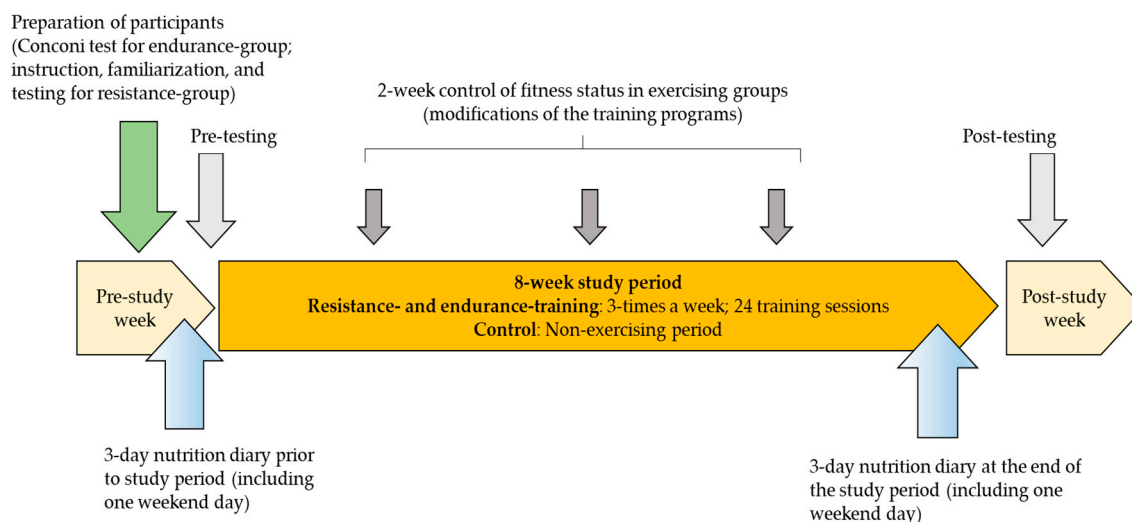 Preparation of participants
(Conconi test for endurance-group;
instruction, familiarization, and
testing for resistance-group)
Pre-testing
2-week control of fitness status in exercising groups
(modifications of the training programs)
Post-testing
Pre-study
week
8-week study period
Resistance- and endurance-training: 3-times a week; 24 training sessions
Control: Non-exercising period
Post-study
week
3-day nutrition diary prior
to study period (including
one weekend day)
3-day nutrition diary at the end of
the study period (including one
weekend day)